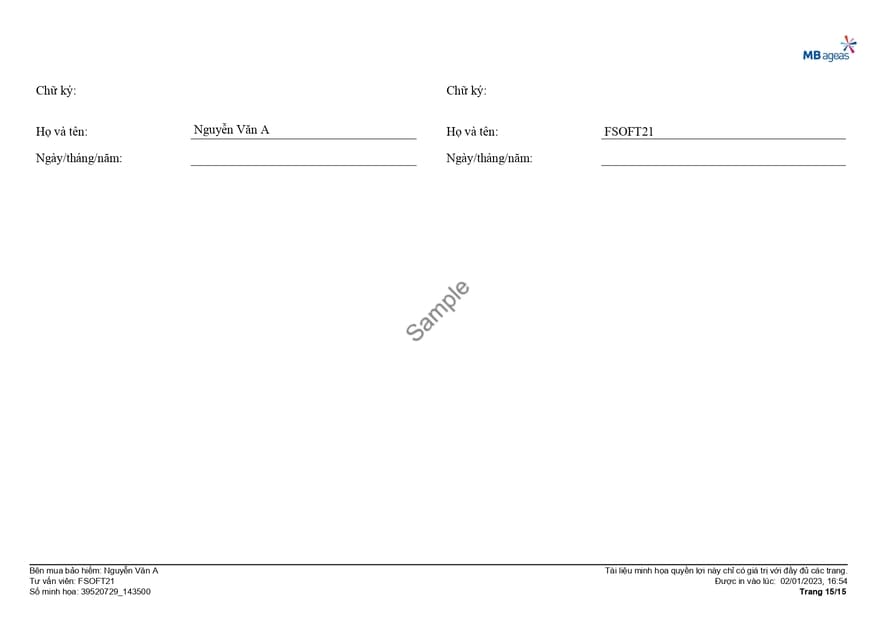 MB ageas
Chữ ký:
Chữ ký:
Họ và tên: Nguyễn Văn A
Họ và tên: FSOFT21
Ngày/tháng/năm:
Ngày/tháng/năm:
Sample
Bên mua bảo hiểm: Nguyễn Văn A
Tư vấn viên: FSOFT21
Số minh họa: 39520729_143500
Tài liệu minh họa quyền lợi này chỉ có giá trị với đầy đủ các trang.
Được in vào lúc: 02/01/2023, 16:54
Trang 15/15